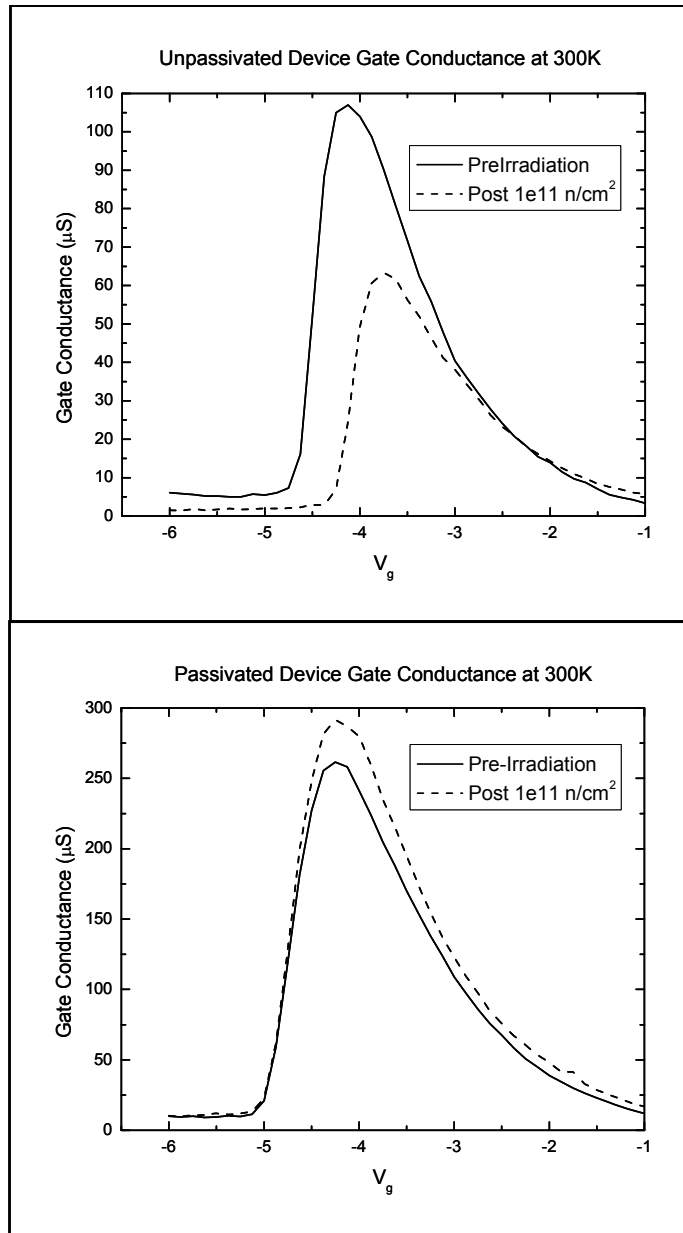 Unpassivated Device Gate Conductance at 300K
110
100
90
80
70
60
50
40
30
20
10
0
Gate Conductance (μS)
PreIrradiation
Post 1e11 n/cm²
-6 -5 -4 -3 -2 -1
V_g
Passivated Device Gate Conductance at 300K
300
250
200
150
100
50
0
Gate Conductance (μS)
Pre-Irradiation
Post 1e11 n/cm²
-6 -5 -4 -3 -2 -1
V_g